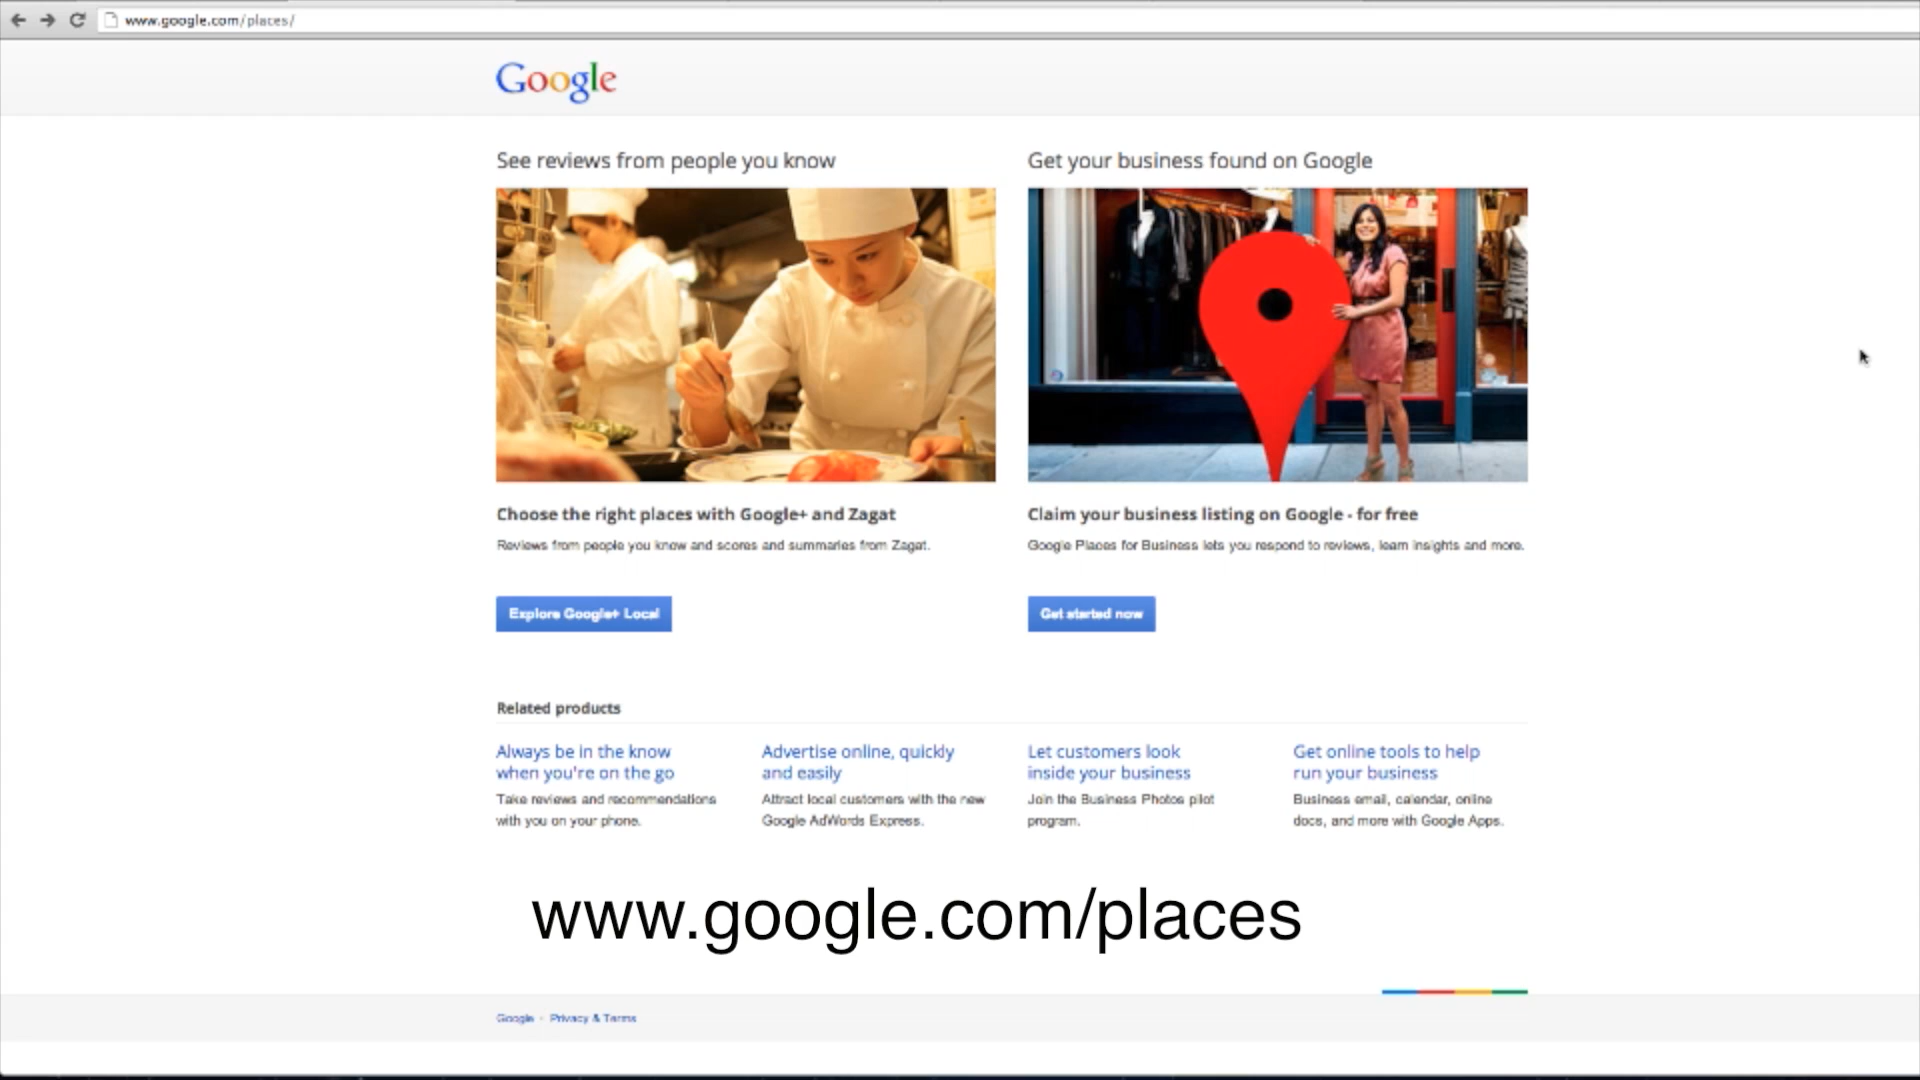 www.google.com/places/
Google
See reviews from people you know
Get your business found on Google
Choose the right places with Google+ and Zagat
Reviews from people you know and scores and summaries from Zagat.
Explore Google+ Local
Claim your business listing on Google - for free
Google Places for Business lets you respond to reviews, learn insights and more.
Get started now
Related products
Always be in the know
when you're on the go
Take reviews and recommendations
with you on your phone.
Advertise online, quickly
and easily
Attract local customers with the new
Google AdWords Express.
Let customers look
inside your business
Join the Business Photos pilot
program.
Get online tools to help
run your business
Business email, calendar, online
docs, and more with Google Apps.
www.google.com/places
Google - Privacy & Terms